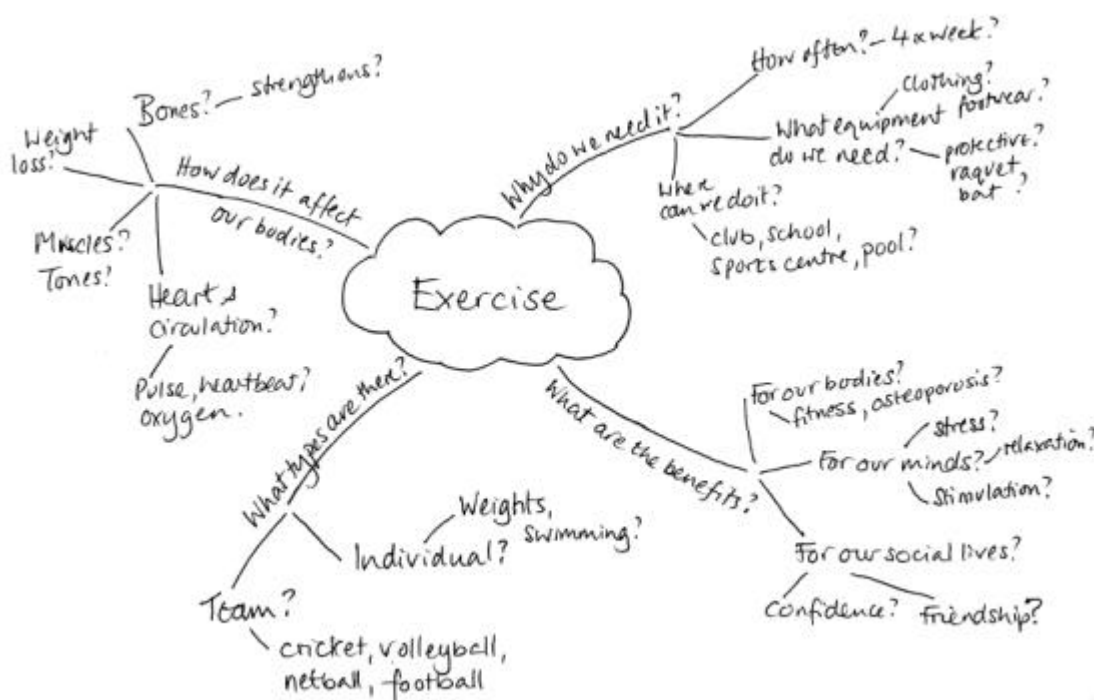 Exercise
How does it affect
our bodies?
Bones?
strengthens?
Weight
loss?
Muscles?
Tones?
Heart &
circulation?
Pulse, heartbeat?
oxygen.
Why do we need it?
How often? – 4 x week?
What equipment
do we need?
clothing?
footwear?
protective?
raquet,
bat ?
Where
can we do it?
club, school,
sports centre, pool?
What types are there?
Individual?
Weights,
swimming?
Team?
cricket, volleyball,
netball, football
What are the benefits?
For our bodies?
fitness, osteoporosis?
For our minds?
stress?
relaxation?
stimulation?
For our social lives?
Confidence?
Friendship?